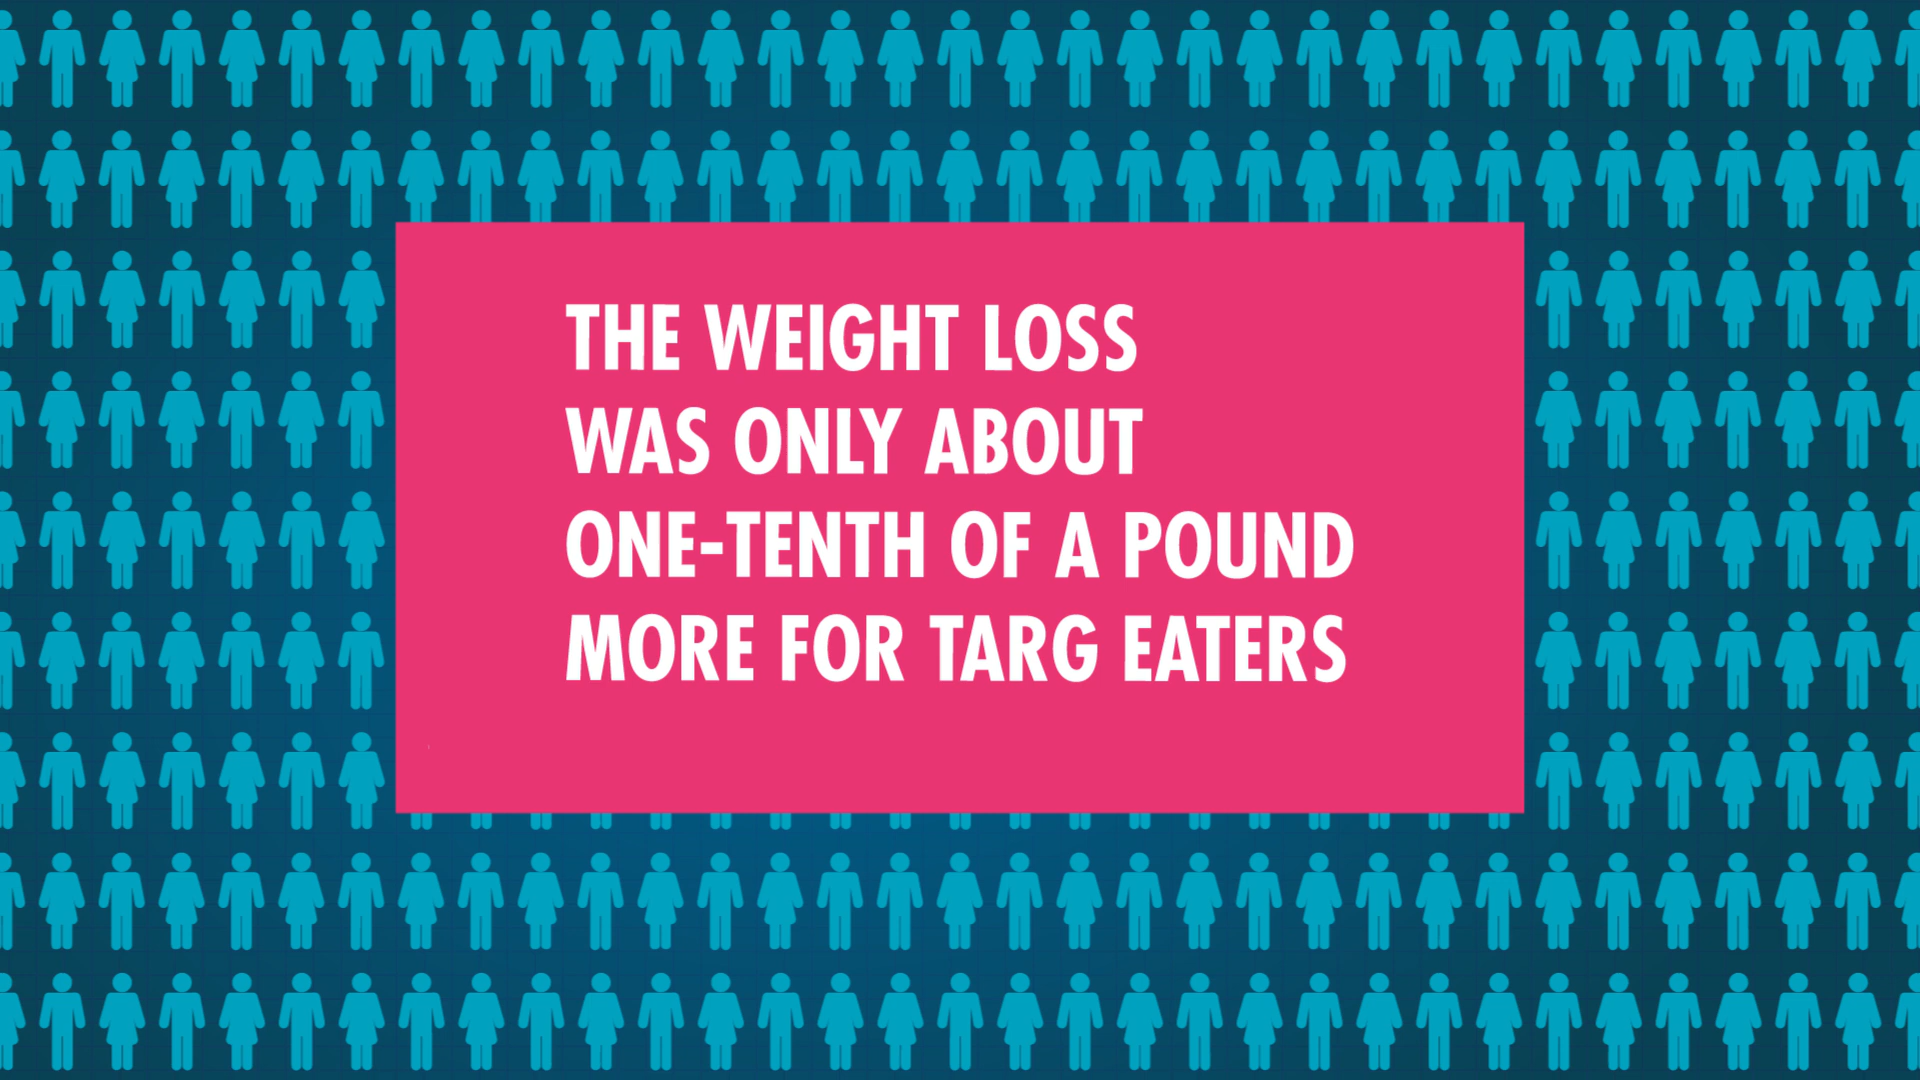 THE WEIGHT LOSS
WAS ONLY ABOUT
ONE-TENTH OF A POUND
MORE FOR TARG EATERS